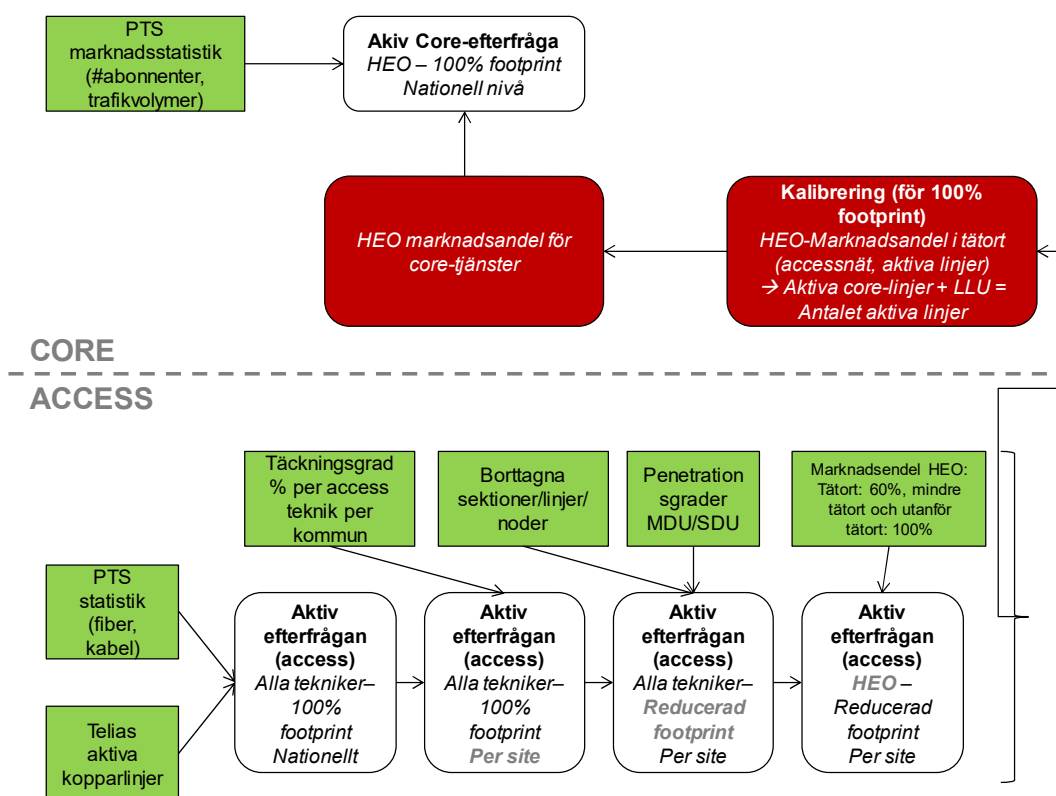 PTS
marknadsstatistik
(#abonnenter,
trafikvolymer)
Akiv Core-efterfråga
HEO – 100% footprint
Nationell nivå
HEO marknadsandel för
core-tjänster
Kalibrering (för 100%
footprint)
HEO-Marknadsandel i tätort
(accessnät, aktiva linjer)
→ Aktiva core-linjer + LLU =
Antalet aktiva linjer
CORE
ACCESS
Täckningsgrad
% per access
teknik per
kommun
Borttagna
sektioner/linjer/
noder
Penetration
sgrader
MDU/SDU
Marknadsendel HEO:
Tätort: 60%, mindre
tätort och utanför
tätort: 100%
PTS
statistik
(fiber,
kabel)
Telias
aktiva
kopparlinjer
Aktiv
efterfrågan
(access)
Alla tekniker–
100%
footprint
Nationellt
Aktiv
efterfrågan
(access)
Alla tekniker–
100%
footprint
Per site
Aktiv
efterfrågan
(access)
Alla tekniker–
Reducerad
footprint
Per site
Aktiv
efterfrågan
(access)
HEO –
Reducerad
footprint
Per site